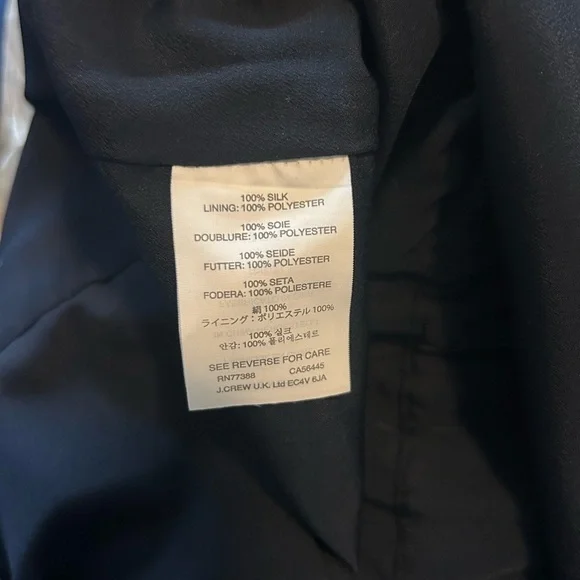 100% SILK
LINING: 100% POLYESTER
100% SOIE
DOUBLURE: 100% POLYESTER
100% SEIDE
FUTTER: 100% POLYESTER
100% SETA
FODERA: 100% POLIESTERE
絹 100%
ライニング：ポリエステル 100%
100% 실크
안감: 100% 폴리에스테르
SEE REVERSE FOR CARE
RN77388 CA56445
J.CREW U.K. Ltd EC4V 6JA